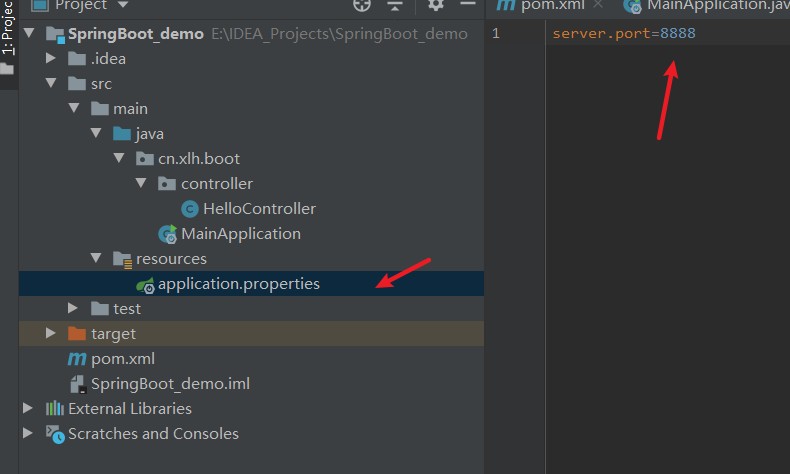 Project
pom.xml
MainApplication.jav
1: Projec
SpringBoot_demo E:\IDEA_Projects\SpringBoot_demo
1 server.port=8888
.idea
src
main
java
cn.xlh.boot
controller
HelloController
MainApplication
resources
application.properties
test
target
pom.xml
SpringBoot_demo.iml
External Libraries
Scratches and Consoles